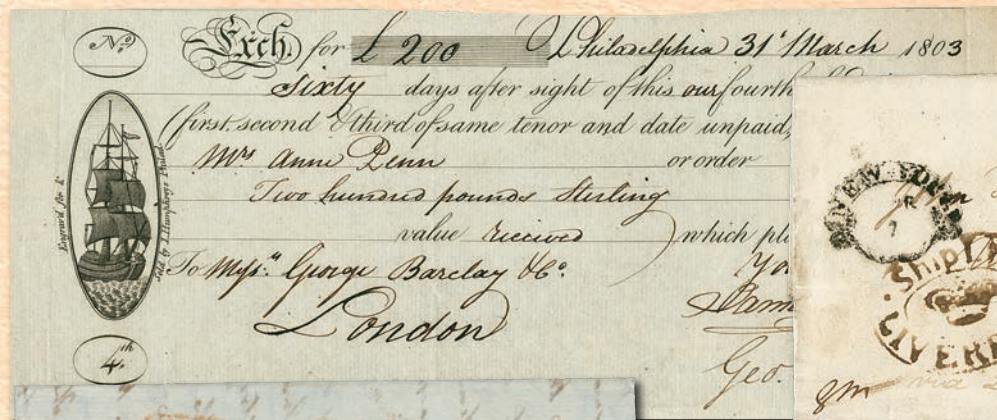 No.
Exch. for £ 200 Philadelphia 31st March 1803
Sixty days after sight of this our fourth
(first, second & third of same tenor and date unpaid,
Mrs Anne Penn or order
Two hundred pounds Sterling
value received) which
To Messrs. George Barclay & Co.
London
Geo.
4th
Engrav'd for &
Sold by J. Humphreys Philad.
NEW YORK
7
SHIP
LIVER